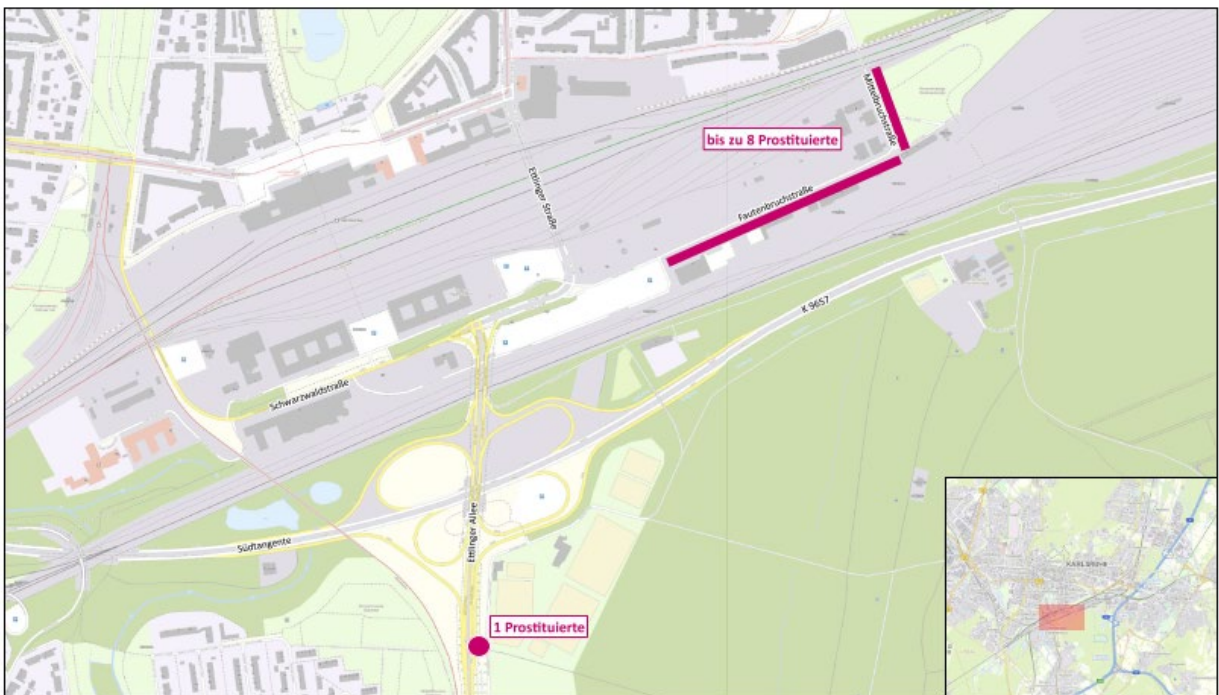 Mittelbruchstraße
bis zu 8 Prostituierte
Ettlinger Straße
Fautenbruchstraße
K 9657
Schwarzwaldstraße
Ettlinger Allee
Südtangente
KARLSRUHE
1 Prostituierte